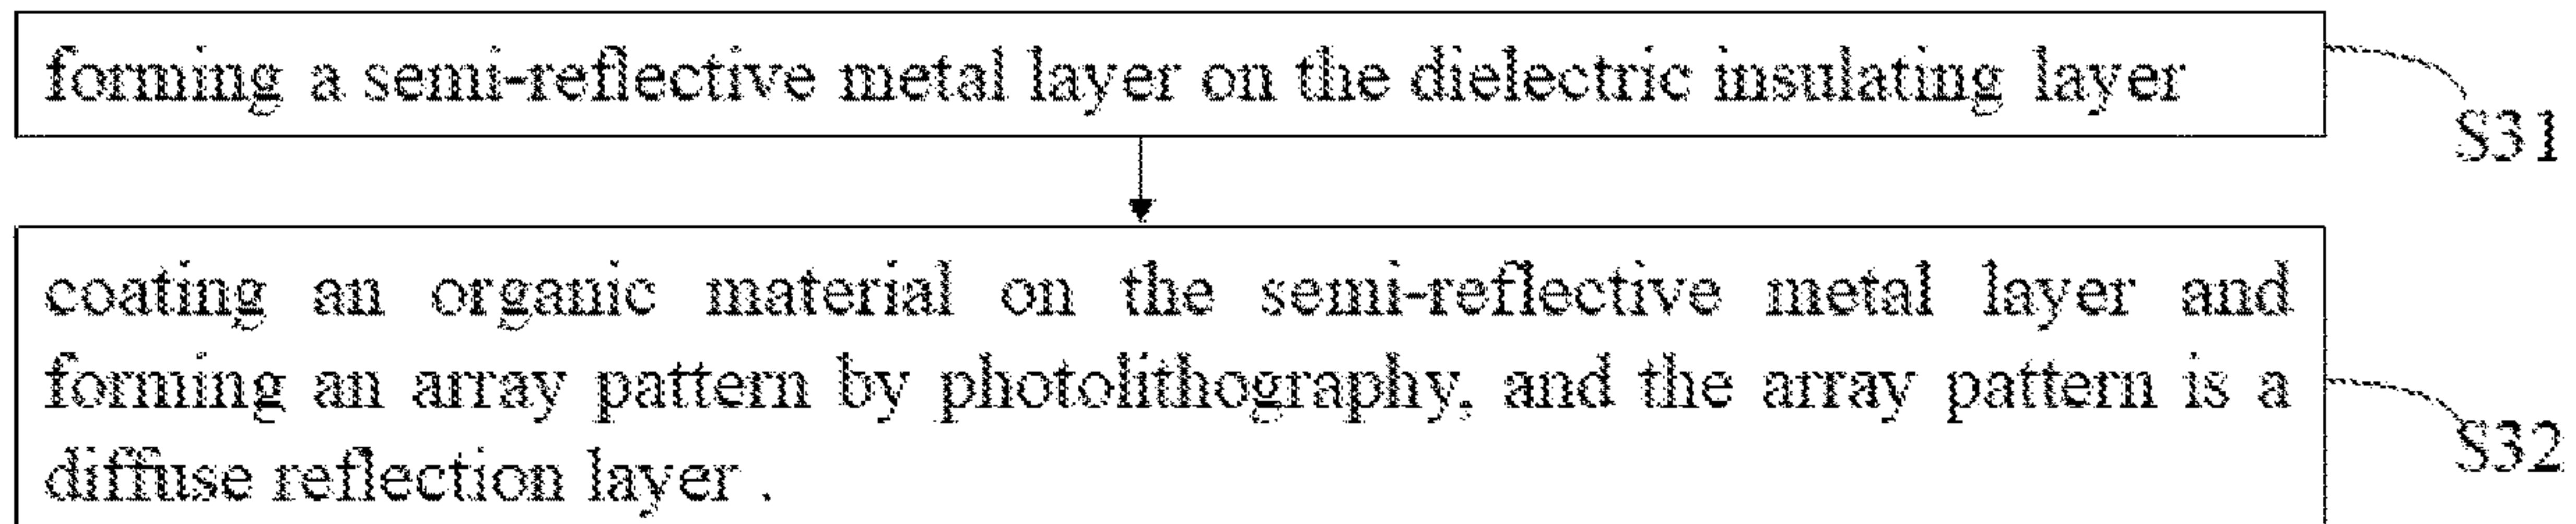 forming a semi-reflective metal layer on the dielectric insulating layer
S31
coating an organic material on the semi-reflective metal layer and
forming an array pattern by photolithography, and the array pattern is a
diffuse reflection layer .
S32